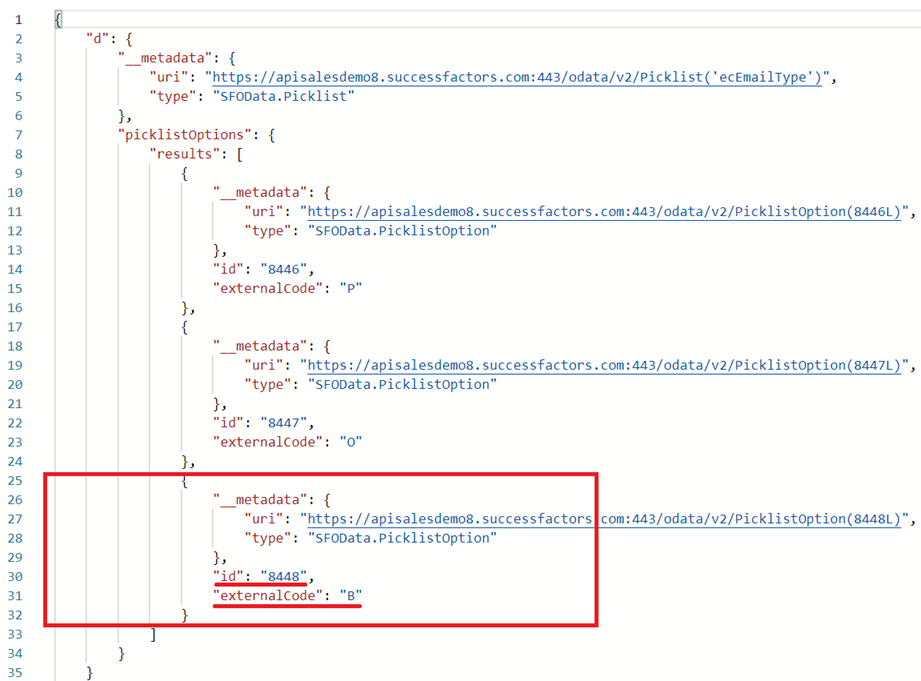 1 {
2 "d": {
3 "__metadata": {
4 "uri": "https://apisalesdemo8.successfactors.com:443/odata/v2/Picklist('ecEmailType')",
5 "type": "SFOData.Picklist"
6 },
7 "picklistOptions": {
8 "results": [
9 {
10 "__metadata": {
11 "uri": "https://apisalesdemo8.successfactors.com:443/odata/v2/PicklistOption(8446L)",
12 "type": "SFOData.PicklistOption"
13 },
14 "id": "8446",
15 "externalCode": "P"
16 },
17 {
18 "__metadata": {
19 "uri": "https://apisalesdemo8.successfactors.com:443/odata/v2/PicklistOption(8447L)",
20 "type": "SFOData.PicklistOption"
21 },
22 "id": "8447",
23 "externalCode": "O"
24 },
25 {
26 "__metadata": {
27 "uri": "https://apisalesdemo8.successfactors.com:443/odata/v2/PicklistOption(8448L)",
28 "type": "SFOData.PicklistOption"
29 },
30 "id": "8448",
31 "externalCode": "B"
32 }
33 ]
34 }
35 }